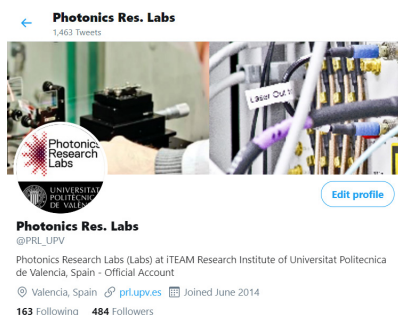 Photonics Res. Labs
1,463 Tweets
Laser Out
Photonics
Research
Labs
UNIVERSITAT
POLITÈCNICA
DE VALÈNCIA
Edit profile
Photonics Res. Labs
@PRL_UPV
Photonics Research Labs (Labs) at iTEAM Research Institute of Universitat Politecnica
de Valencia, Spain - Official Account
Valencia, Spain prl.upv.es Joined June 2014
163 Following 484 Followers